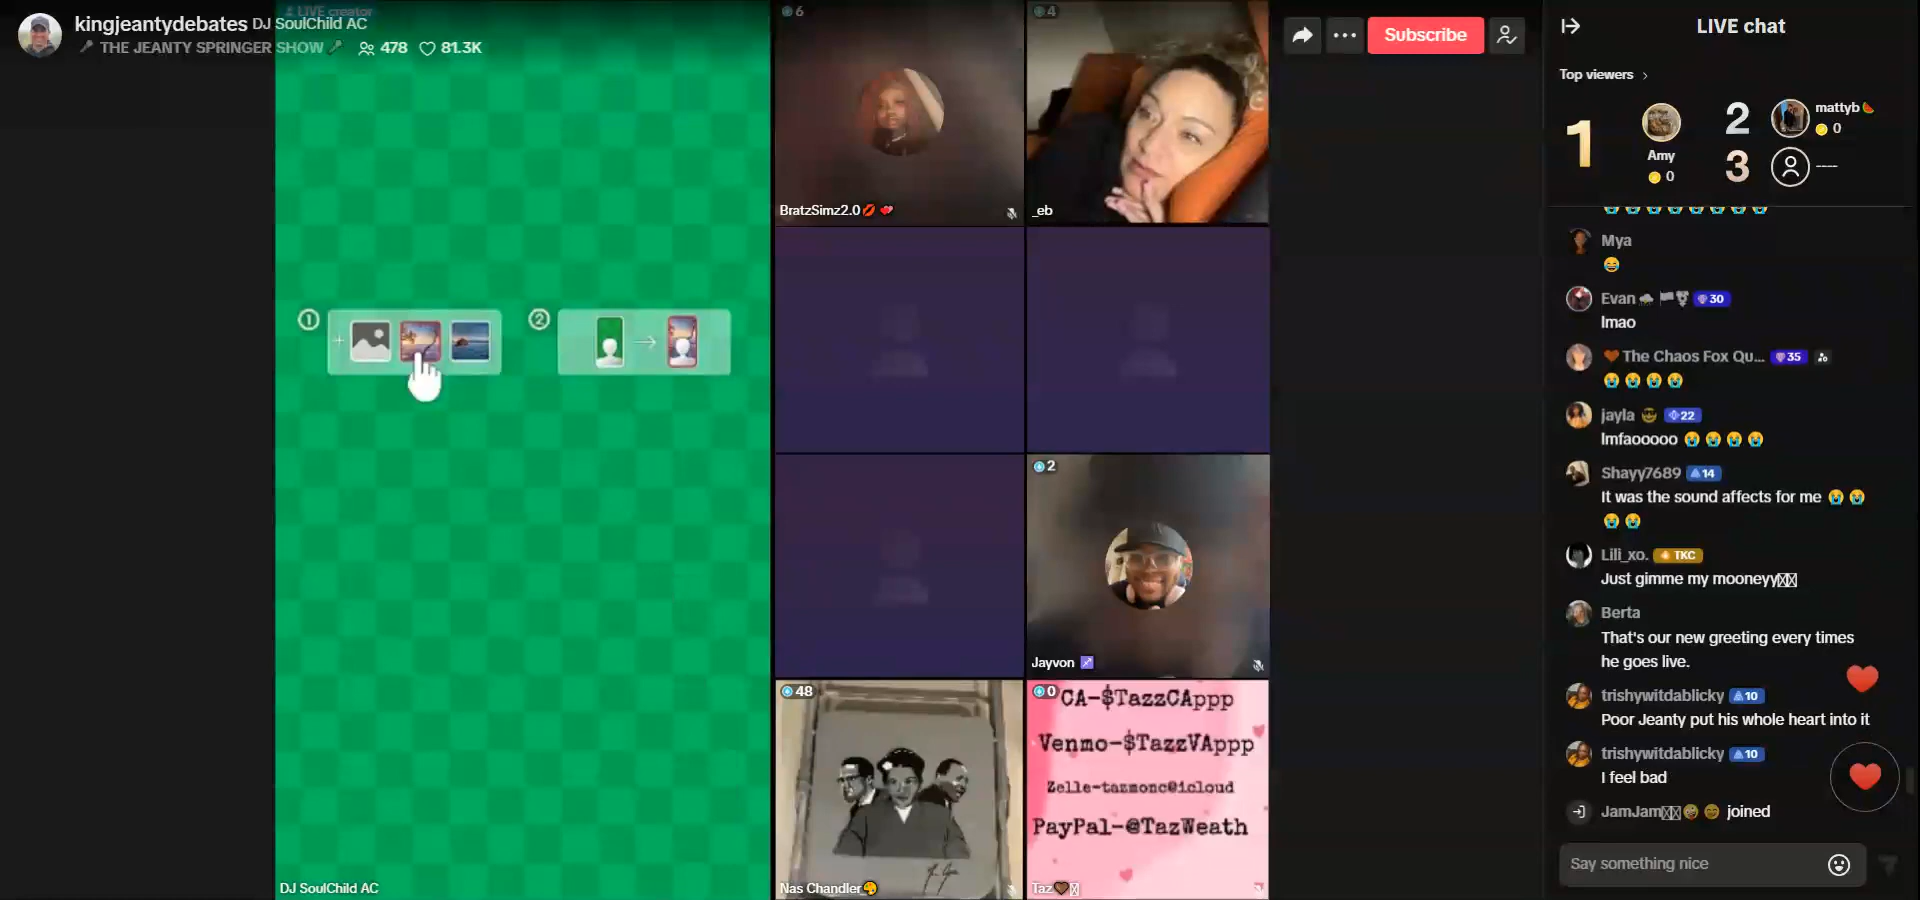 LIVE creator
kingjeantydebates DJ SoulChild AC
THE JEANTY SPRINGER SHOW 478 81.3K
6
4
Subscribe
LIVE chat
Top viewers
1
Amy
0
2
mattyb🍉
0
3
----
BratzSimz2.0💋
_eb
①
②
2
Jayvon ♐
48
0
CA-$TazzCAppp
Venmo-$TazzVAppp
Zelle-tazmonc@icloud
PayPal-@TazWeath
DJ SoulChild AC
Nas Chandler
Taz🤎
😭😭😭😭😭😭😭😭
Mya
😂
Evan 30
lmao
🤎The Chaos Fox Qu... 35
😭😭😭😭
jayla 😎 22
lmfaooooo 😭😭😭😭
Shayy7689 14
It was the sound affects for me 😭😭
😭😭
Lili_xo. TKC
Just gimme my mooneyy
Berta
That's our new greeting every times
he goes live.
trishywitdablicky 10
Poor Jeanty put his whole heart into it
trishywitdablicky 10
I feel bad
JamJam joined
Say something nice